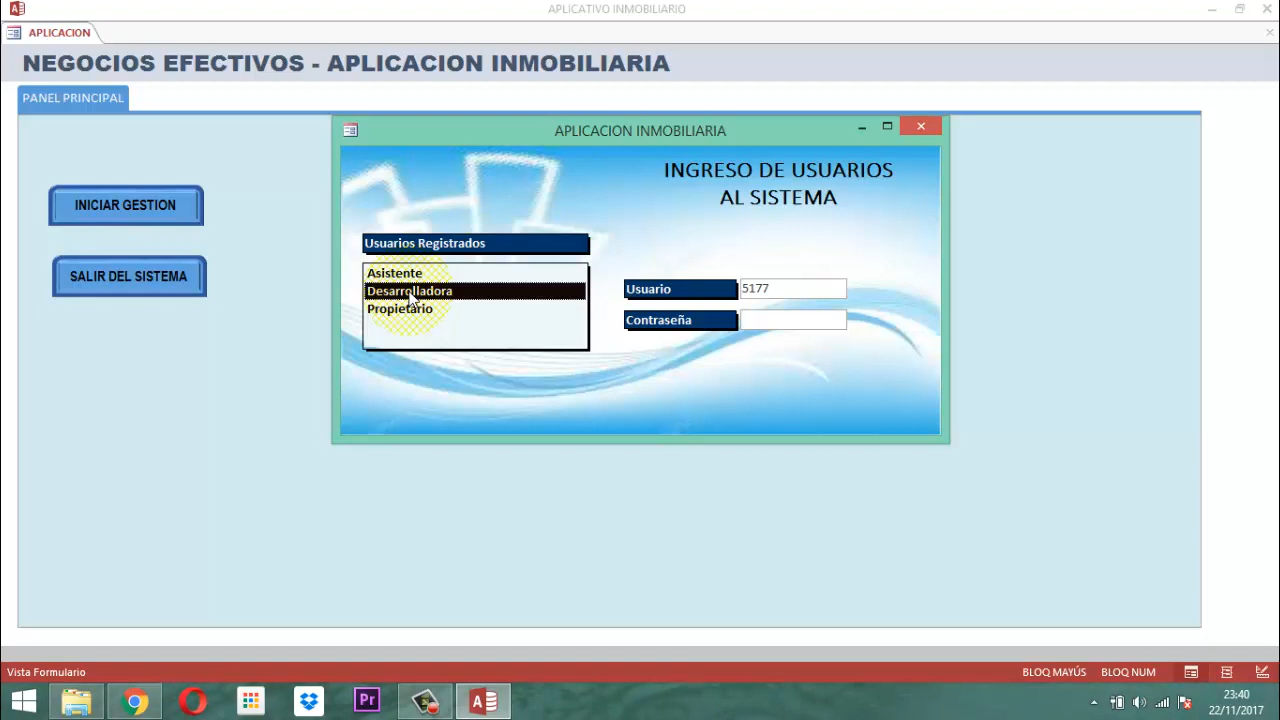 APLICATIVO INMOBILIARIO
APLICACION
NEGOCIOS EFECTIVOS - APLICACION INMOBILIARIA
PANEL PRINCIPAL
INICIAR GESTION
SALIR DEL SISTEMA
APLICACION INMOBILIARIA
INGRESO DE USUARIOS
AL SISTEMA
Usuarios Registrados
Asistente
Desarrolladora
Propietario
Usuario 5177
Contraseña
Vista Formulario BLOQ MAYÚS BLOQ NUM
Pr
23:40
22/11/2017